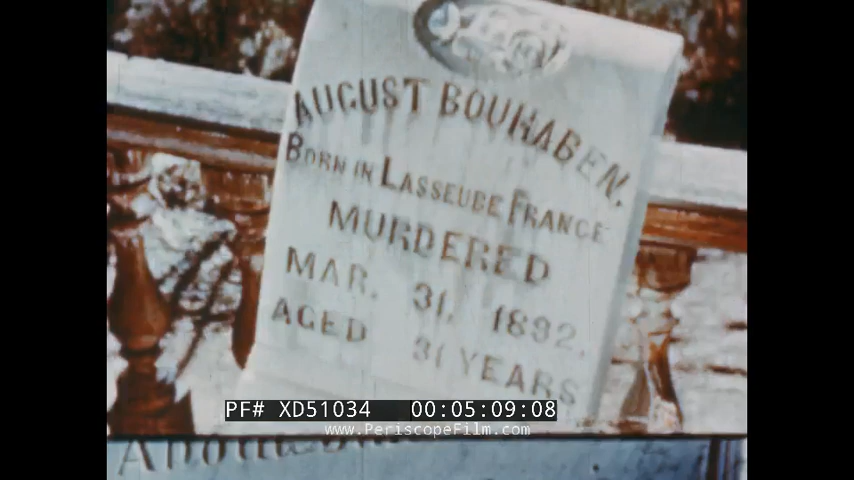 AUGUST BOUHABEN.
BORN IN LASSEUBE FRANCE
MURDERED
MAR. 31, 1892.
AGED 31 YEARS
PF# XD51034 00:05:09:08
www.PeriscopeFilm.com